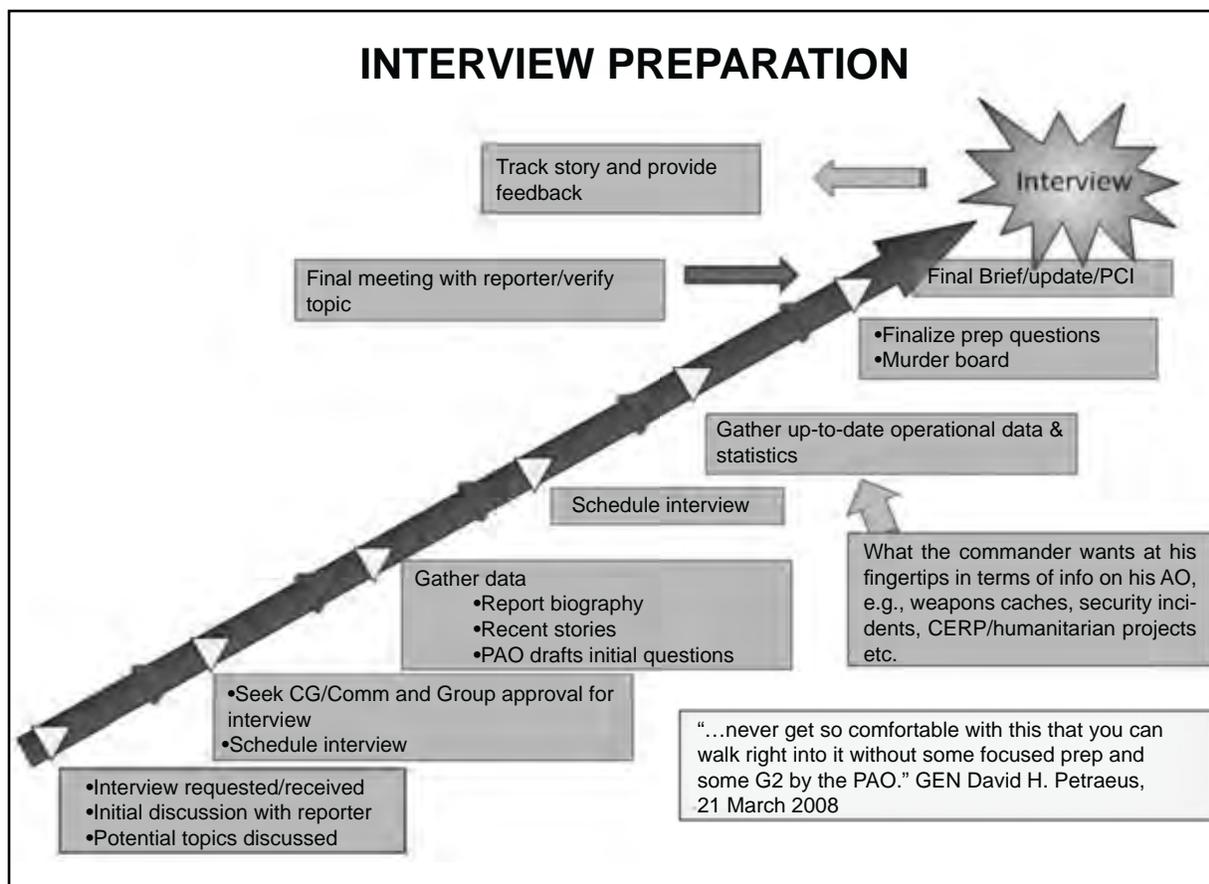 INTERVIEW PREPARATION
Track story and provide
feedback
Interview
Final meeting with reporter/verify
topic
Final Brief/update/PCI
•Finalize prep questions
•Murder board
Gather up-to-date operational data &
statistics
Schedule interview
What the commander wants at his
fingertips in terms of info on his AO,
e.g., weapons caches, security inci-
dents, CERP/humanitarian projects
etc.
Gather data
•Report biography
•Recent stories
•PAO drafts initial questions
•Seek CG/Comm and Group approval for
interview
•Schedule interview
“…never get so comfortable with this that you can
walk right into it without some focused prep and
some G2 by the PAO.” GEN David H. Petraeus,
21 March 2008
•Interview requested/received
•Initial discussion with reporter
•Potential topics discussed